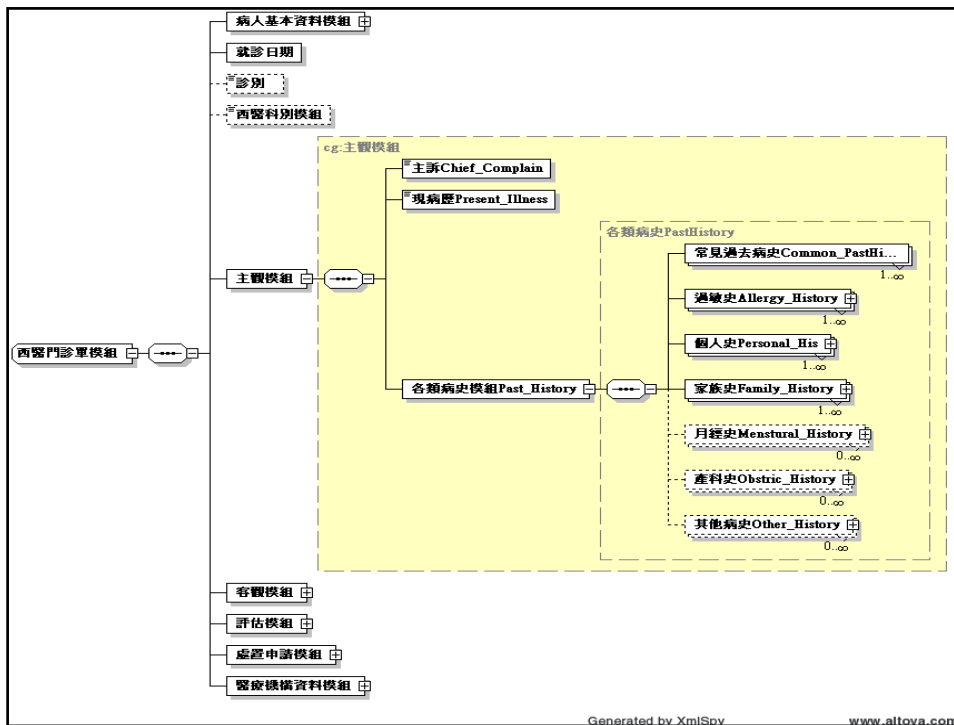 病人基本資料模組
就診日期
診別
西醫科別模組
cg:主觀模組
主訴Chief_Complain
現病歷Present_Illness
各類病史PastHistory
常見過去病史Common_PastHi...
1..∞
過敏史Allergy_History
1..∞
主觀模組
個人史Personal_His
1..∞
西醫門診單模組
各類病史模組Past_History
家族史Family_History
1..∞
月經史Menstural_History
0..∞
產科史Obstric_History
0..∞
其他病史Other_History
0..∞
客觀模組
評估模組
處置申請模組
醫療機構資料模組
Generated by XmlSpy
www.altova.com